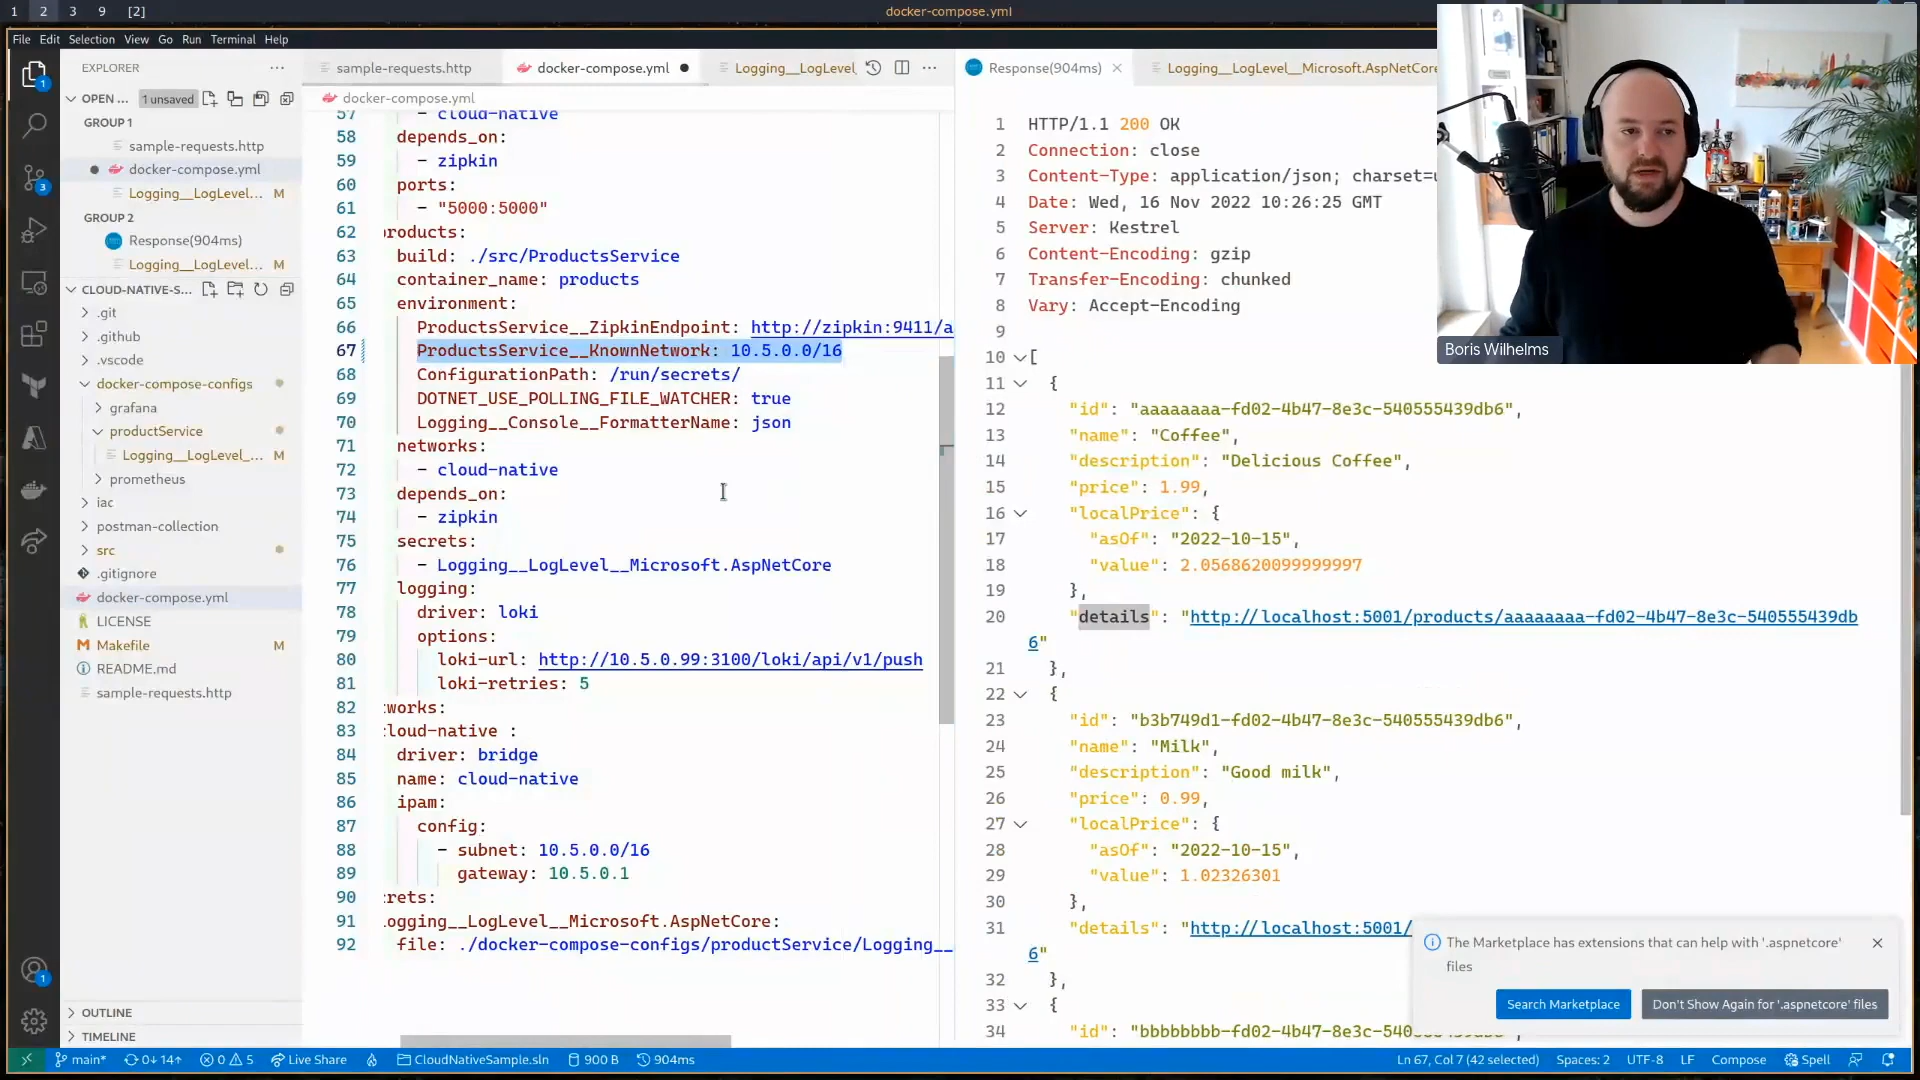 1 2 3 9 [2]
docker-compose.yml
File Edit Selection View Go Run Terminal Help
EXPLORER
OPEN ... 1 unsaved
GROUP 1
sample-requests.http
docker-compose.yml
Logging__LogLevel... M
GROUP 2
Response(904ms)
Logging__LogLevel... M
CLOUD-NATIVE-S...
.git
.github
.vscode
docker-compose-configs
grafana
productService
Logging__LogLevel_... M
prometheus
iac
postman-collection
src
.gitignore
docker-compose.yml
LICENSE
Makefile M
README.md
sample-requests.http
OUTLINE
TIMELINE
1
3
1
sample-requests.http docker-compose.yml Logging__LogLevel
docker-compose.yml
57 - cloud-native
58 depends_on:
59 - zipkin
60 ports:
61 - "5000:5000"
62 roducts:
63 build: ./src/ProductsService
64 container_name: products
65 environment:
66 ProductsService__ZipkinEndpoint: http://zipkin:9411/a
67 ProductsService__KnownNetwork: 10.5.0.0/16
68 ConfigurationPath: /run/secrets/
69 DOTNET_USE_POLLING_FILE_WATCHER: true
70 Logging__Console__FormatterName: json
71 networks:
72 - cloud-native
73 depends_on:
74 - zipkin
75 secrets:
76 - Logging__LogLevel__Microsoft.AspNetCore
77 logging:
78 driver: loki
79 options:
80 loki-url: http://10.5.0.99:3100/loki/api/v1/push
81 loki-retries: 5
82 works:
83 loud-native :
84 driver: bridge
85 name: cloud-native
86 ipam:
87 config:
88 - subnet: 10.5.0.0/16
89 gateway: 10.5.0.1
90 rets:
91 ogging__LogLevel__Microsoft.AspNetCore:
92 file: ./docker-compose-configs/productService/Logging__
Response(904ms) Logging__LogLevel__Microsoft.AspNetCore
1 HTTP/1.1 200 OK
2 Connection: close
3 Content-Type: application/json; charset=u
4 Date: Wed, 16 Nov 2022 10:26:25 GMT
5 Server: Kestrel
6 Content-Encoding: gzip
7 Transfer-Encoding: chunked
8 Vary: Accept-Encoding
9
10 [
11 {
12 "id": "aaaaaaaa-fd02-4b47-8e3c-540555439db6",
13 "name": "Coffee",
14 "description": "Delicious Coffee",
15 "price": 1.99,
16 "localPrice": {
17 "asOf": "2022-10-15",
18 "value": 2.0568620099999997
19 },
20 "details": "http://localhost:5001/products/aaaaaaaa-fd02-4b47-8e3c-540555439db
6"
21 },
22 {
23 "id": "b3b749d1-fd02-4b47-8e3c-540555439db6",
24 "name": "Milk",
25 "description": "Good milk",
26 "price": 0.99,
27 "localPrice": {
28 "asOf": "2022-10-15",
29 "value": 1.02326301
30 },
31 "details": "http://localhost:5001/
6"
32 },
33 {
34 "id": "bbbbbbbb-fd02-4b47-8e3c-5405
Boris Wilhelms
The Marketplace has extensions that can help with '.aspnetcore'
files
Search Marketplace Don't Show Again for '.aspnetcore' files
main* 0↓ 14↑ 0 5 Live Share CloudNativeSample.sln 900 B 904ms Ln 67, Col 7 (42 selected) Spaces: 2 UTF-8 LF Compose Spell